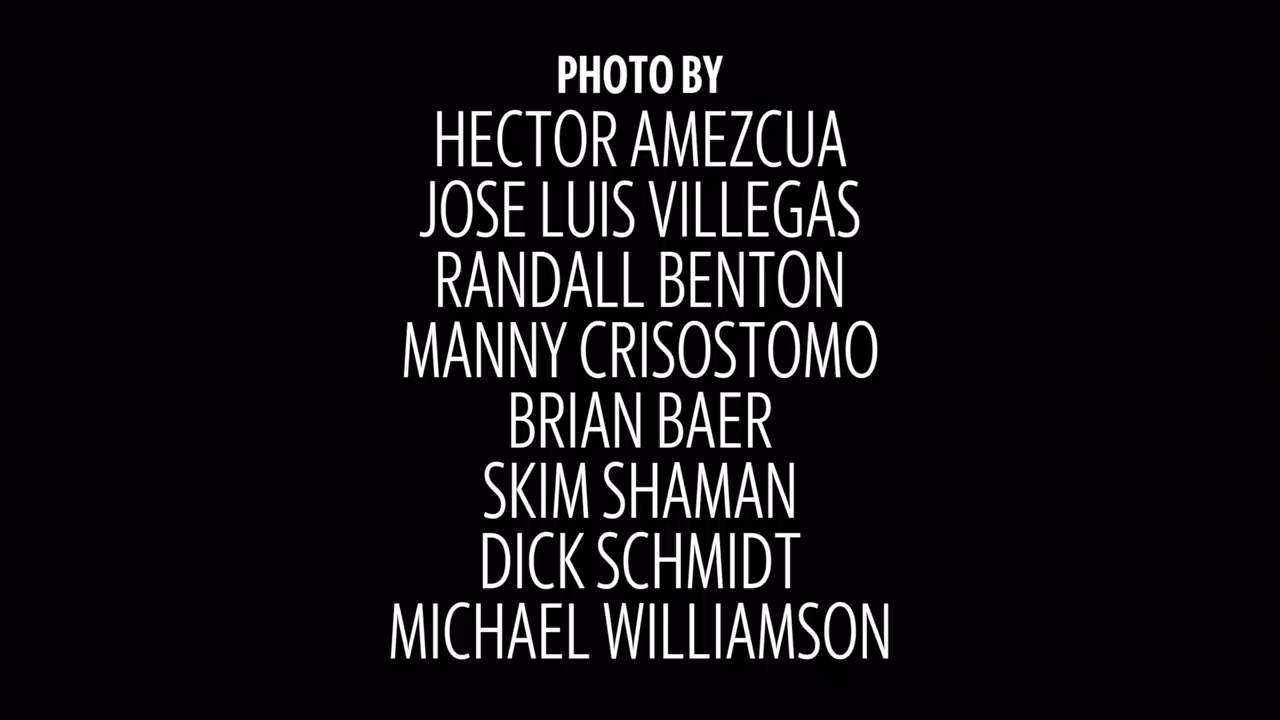 PHOTO BY
HECTOR AMEZCUA
JOSE LUIS VILLEGAS
RANDALL BENTON
MANNY CRISOSTOMO
BRIAN BAER
SKIM SHAMAN
DICK SCHMIDT
MICHAEL WILLIAMSON